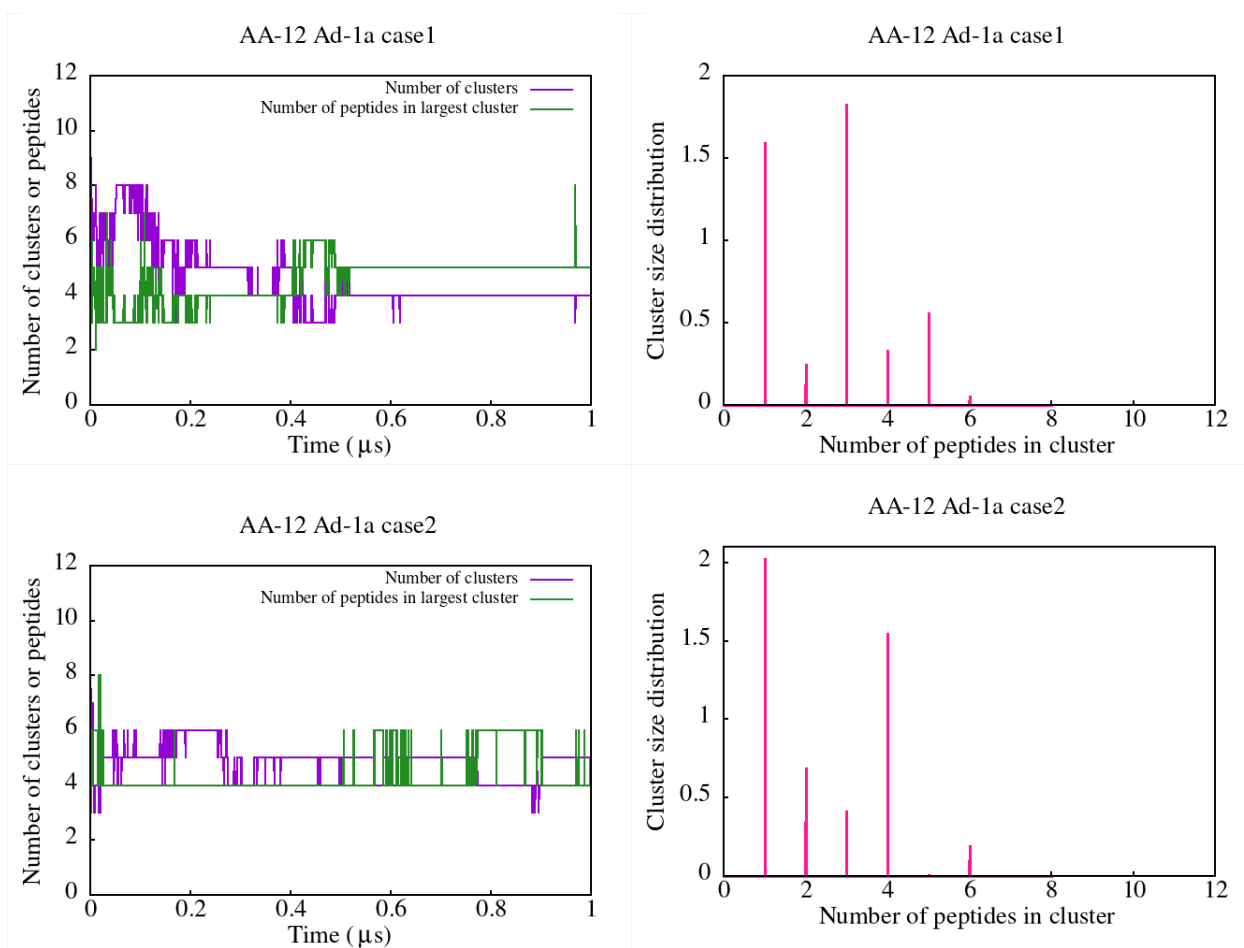 AA-12 Ad-1a case1
Number of clusters or peptides
12
10
8
6
4
2
0
Number of clusters
Number of peptides in largest cluster
0 0.2 0.4 0.6 0.8 1
Time (μs)
AA-12 Ad-1a case1
Cluster size distribution
2
1.5
1
0.5
0
0 2 4 6 8 10 12
Number of peptides in cluster
AA-12 Ad-1a case2
Number of clusters or peptides
12
10
8
6
4
2
0
Number of clusters
Number of peptides in largest cluster
0 0.2 0.4 0.6 0.8 1
Time (μs)
AA-12 Ad-1a case2
Cluster size distribution
2
1.5
1
0.5
0
0 2 4 6 8 10 12
Number of peptides in cluster